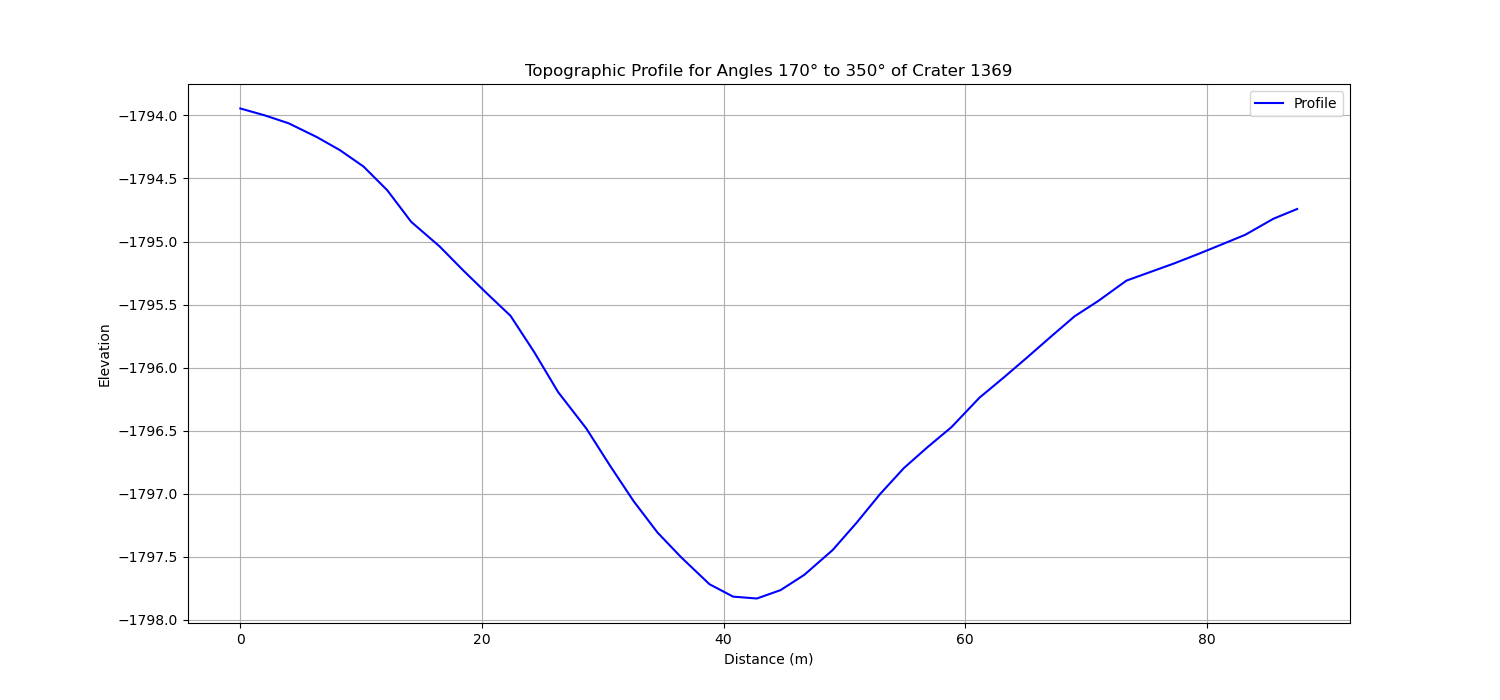 Topographic Profile for Angles 170° to 350° of Crater 1369
Profile
−1794.0
−1794.5
−1795.0
−1795.5
−1796.0
−1796.5
−1797.0
−1797.5
−1798.0
Elevation
0 20 40 60 80
Distance (m)